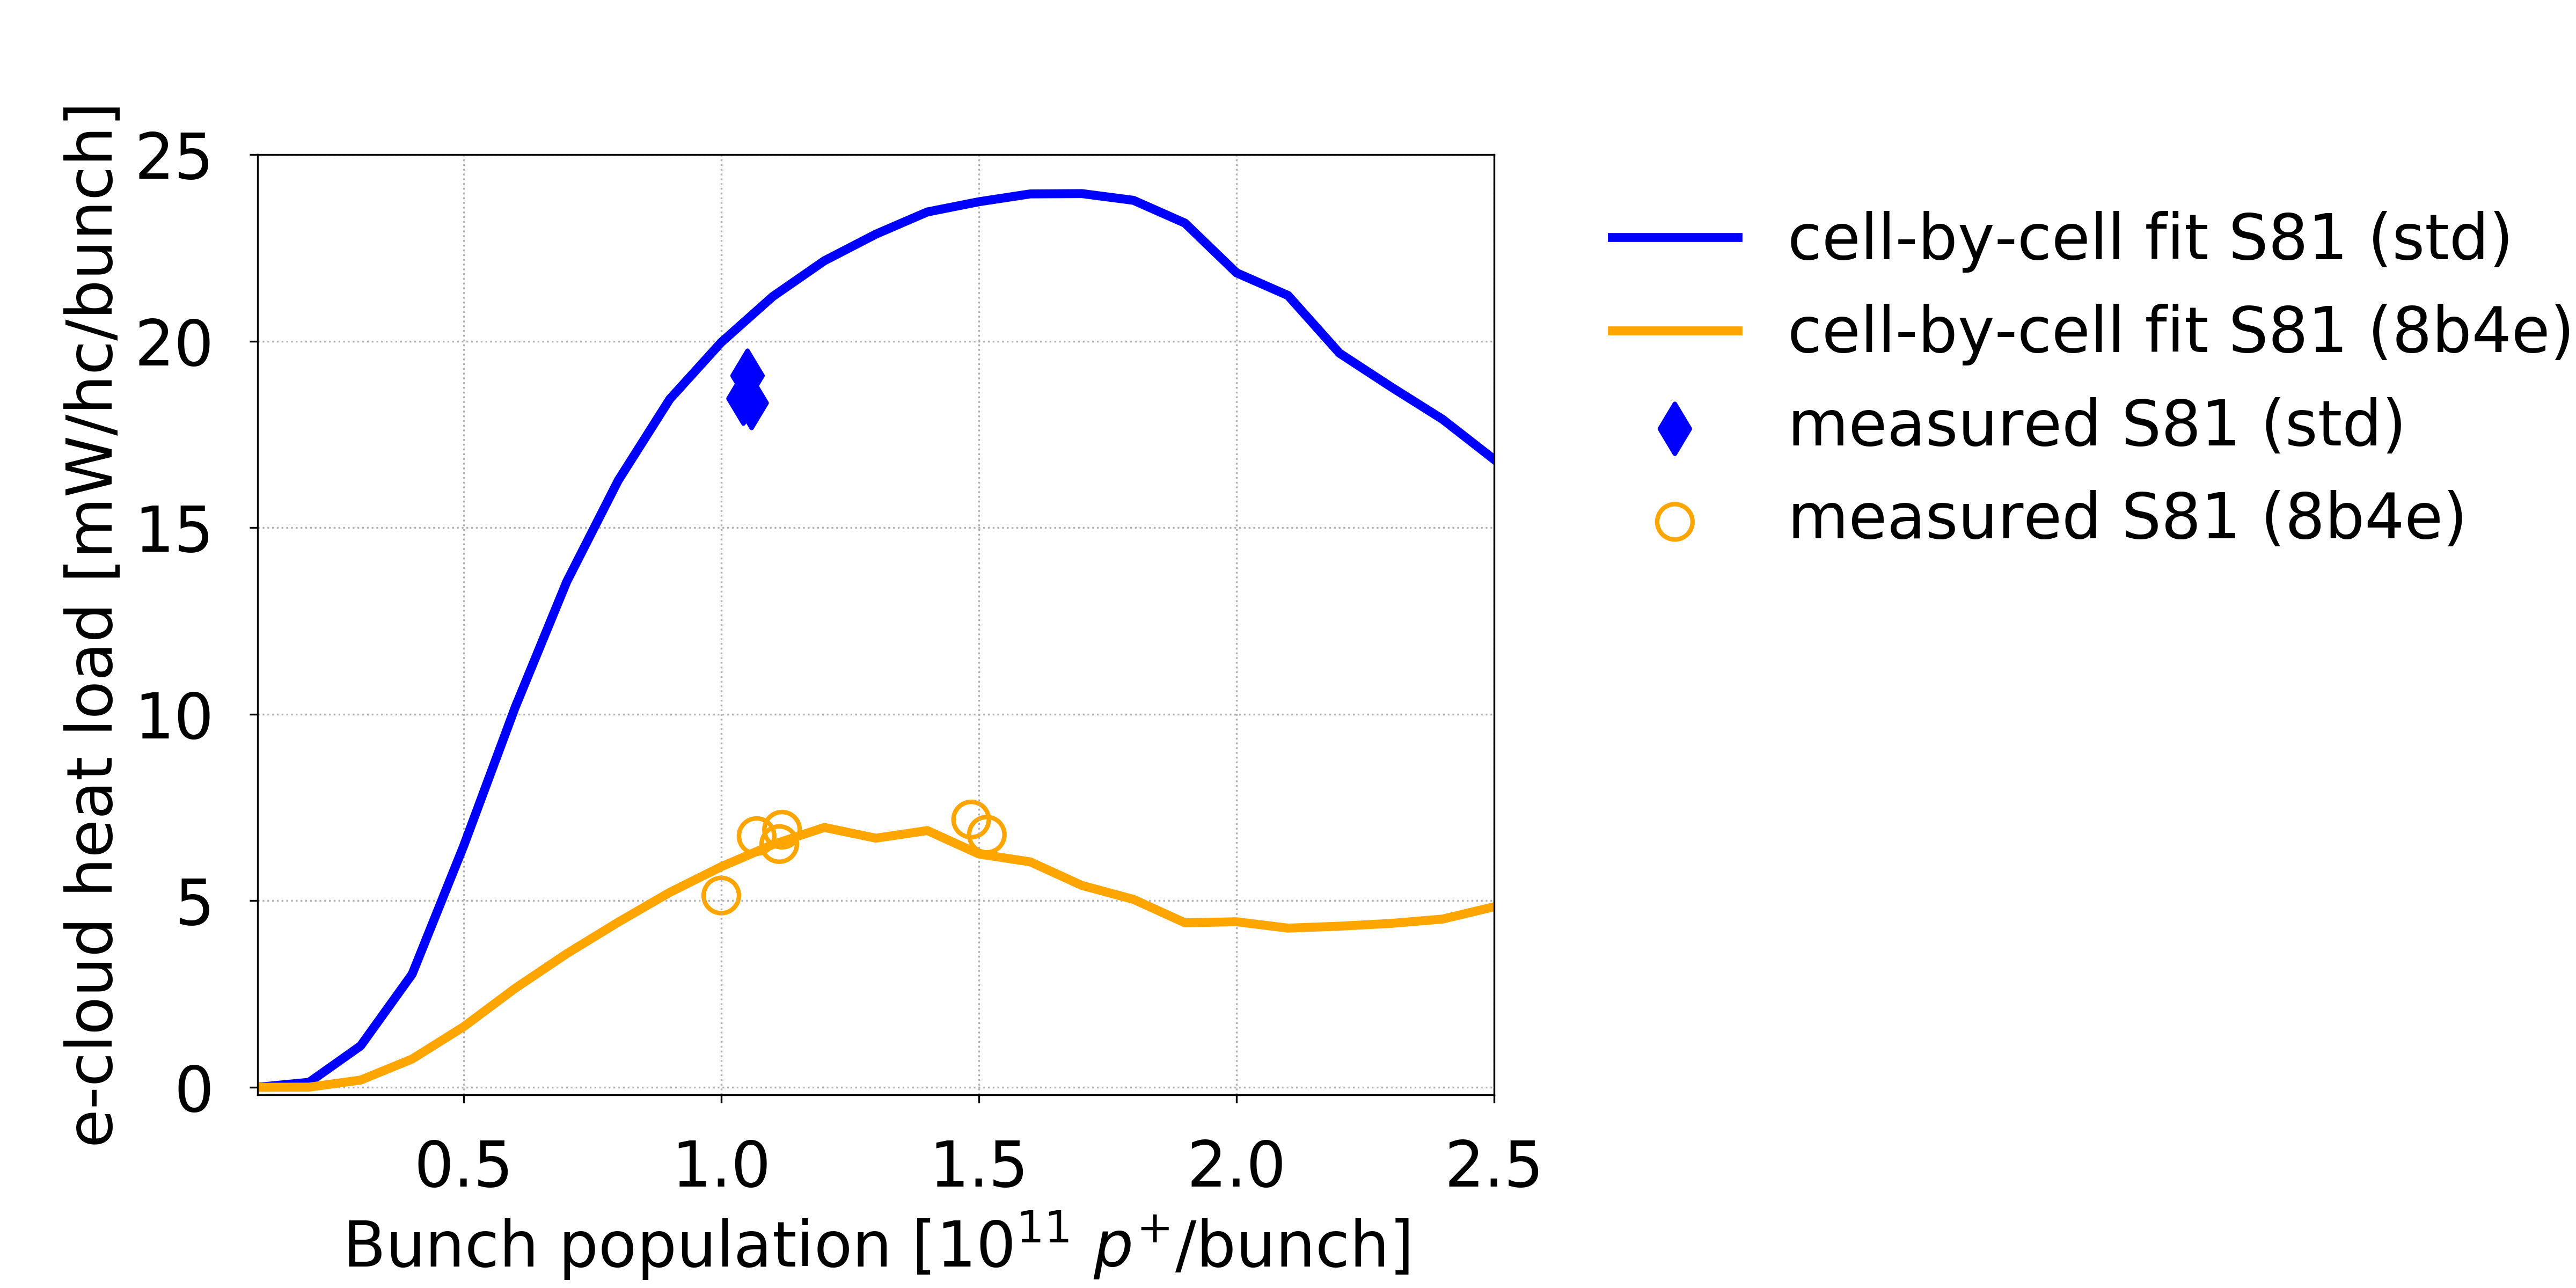 e-cloud heat load [mW/hc/bunch]
25
20
15
10
5
0
0.5 1.0 1.5 2.0 2.5
Bunch population [10¹¹ p⁺/bunch]
cell-by-cell fit S81 (std)
cell-by-cell fit S81 (8b4e)
measured S81 (std)
measured S81 (8b4e)